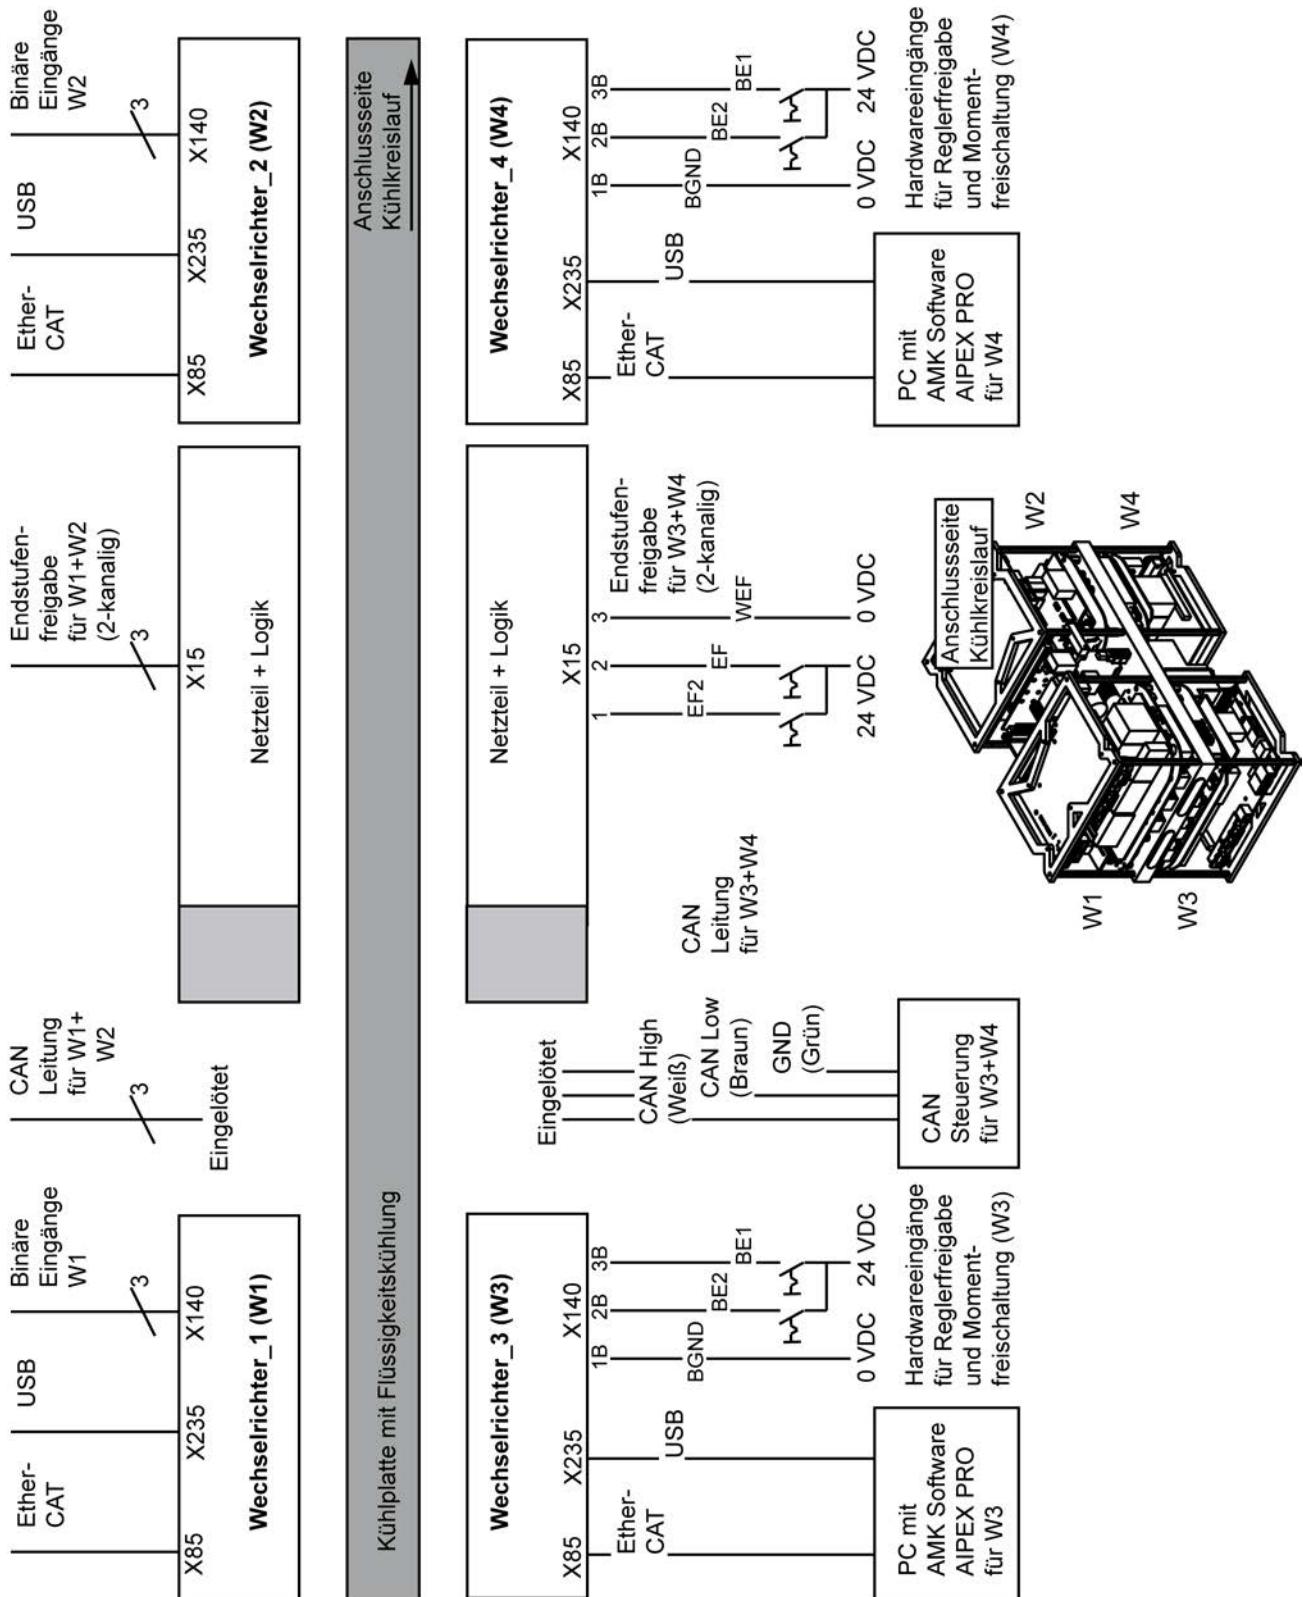 Ether-
CAT
USB
Binäre
Eingänge
W1
3
CAN
Leitung
für W1+
W2
3
Endstufen-
freigabe
für W1+W2
(2-kanalig)
3
Ether-
CAT
USB
Binäre
Eingänge
W2
3
X85
X235
X140
Eingelötet
X15
X85
X235
X140
Wechselrichter_1 (W1)
Netzteil + Logik
Wechselrichter_2 (W2)
Kühlplatte mit Flüssigkeitskühlung
Anschlussseite
Kühlkreislauf
Wechselrichter_3 (W3)
Netzteil + Logik
Wechselrichter_4 (W4)
X85
X235
X140
Eingelötet
X15
X85
X235
X140
1B
2B
3B
1
2
3
1B
2B
3B
Ether-
CAT
USB
BGND
BE2
BE1
CAN High
(Weiß)
CAN Low
(Braun)
GND
(Grün)
CAN
Leitung
für W3+W4
EF2
EF
WEF
Endstufen-
freigabe
für W3+W4
(2-kanalig)
Ether-
CAT
USB
BGND
BE2
BE1
0 VDC
24 VDC
24 VDC
0 VDC
0 VDC
24 VDC
PC mit
AMK Software
AIPEX PRO
für W3
Hardwareeingänge
für Reglerfreigabe
und Moment-
freischaltung (W3)
CAN
Steuerung
für W3+W4
PC mit
AMK Software
AIPEX PRO
für W4
Hardwareeingänge
für Reglerfreigabe
und Moment-
freischaltung (W4)
Anschlussseite
Kühlkreislauf
W1
W2
W3
W4